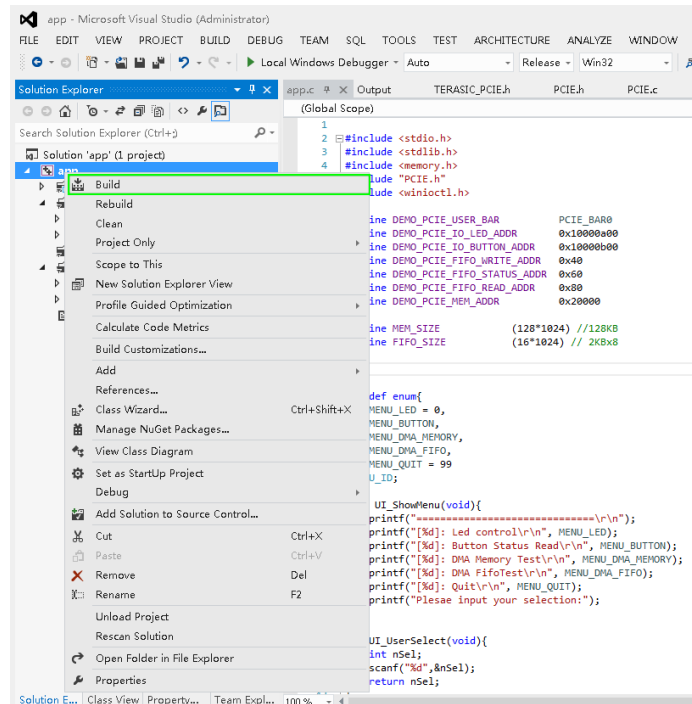 app - Microsoft Visual Studio (Administrator)
FILE EDIT VIEW PROJECT BUILD DEBUG TEAM SQL TOOLS TEST ARCHITECTURE ANALYZE WINDOW
Local Windows Debugger Auto Release Win32
Solution Explorer
app.c Output TERASIC_PCIE.h PCIE.h PCIE.c
(Global Scope)
Search Solution Explorer (Ctrl+;)
Solution 'app' (1 project)
app
Build
Rebuild
Clean
Project Only
Scope to This
New Solution Explorer View
Profile Guided Optimization
Calculate Code Metrics
Build Customizations...
Add
References...
Class Wizard... Ctrl+Shift+X
Manage NuGet Packages...
View Class Diagram
Set as StartUp Project
Debug
Add Solution to Source Control...
Cut Ctrl+X
Paste Ctrl+V
Remove Del
Rename F2
Unload Project
Rescan Solution
Open Folder in File Explorer
Properties
1
2 #include <stdio.h>
3 #include <stdlib.h>
4 #include <memory.h>
lude "PCIE.h"
lude <winioctl.h>
ine DEMO_PCIE_USER_BAR PCIE_BAR0
ine DEMO_PCIE_IO_LED_ADDR 0x10000a00
ine DEMO_PCIE_IO_BUTTON_ADDR 0x10000b00
ine DEMO_PCIE_FIFO_WRITE_ADDR 0x40
ine DEMO_PCIE_FIFO_STATUS_ADDR 0x60
ine DEMO_PCIE_FIFO_READ_ADDR 0x80
ine DEMO_PCIE_MEM_ADDR 0x20000
ine MEM_SIZE (128*1024) //128KB
ine FIFO_SIZE (16*1024) // 2KBx8
def enum{
MENU_LED = 0,
MENU_BUTTON,
MENU_DMA_MEMORY,
MENU_DMA_FIFO,
MENU_QUIT = 99
U_ID;
UI_ShowMenu(void){
printf("==============================\r\n");
printf("[%d]: Led control\r\n", MENU_LED);
printf("[%d]: Button Status Read\r\n", MENU_BUTTON);
printf("[%d]: DMA Memory Test\r\n", MENU_DMA_MEMORY);
printf("[%d]: DMA FifoTest\r\n", MENU_DMA_FIFO);
printf("[%d]: Quit\r\n", MENU_QUIT);
printf("Plesae input your selection:");
UI_UserSelect(void){
int nSel;
scanf("%d",&nSel);
return nSel;
Solution E... Class View Property... Team Expl... 100 %